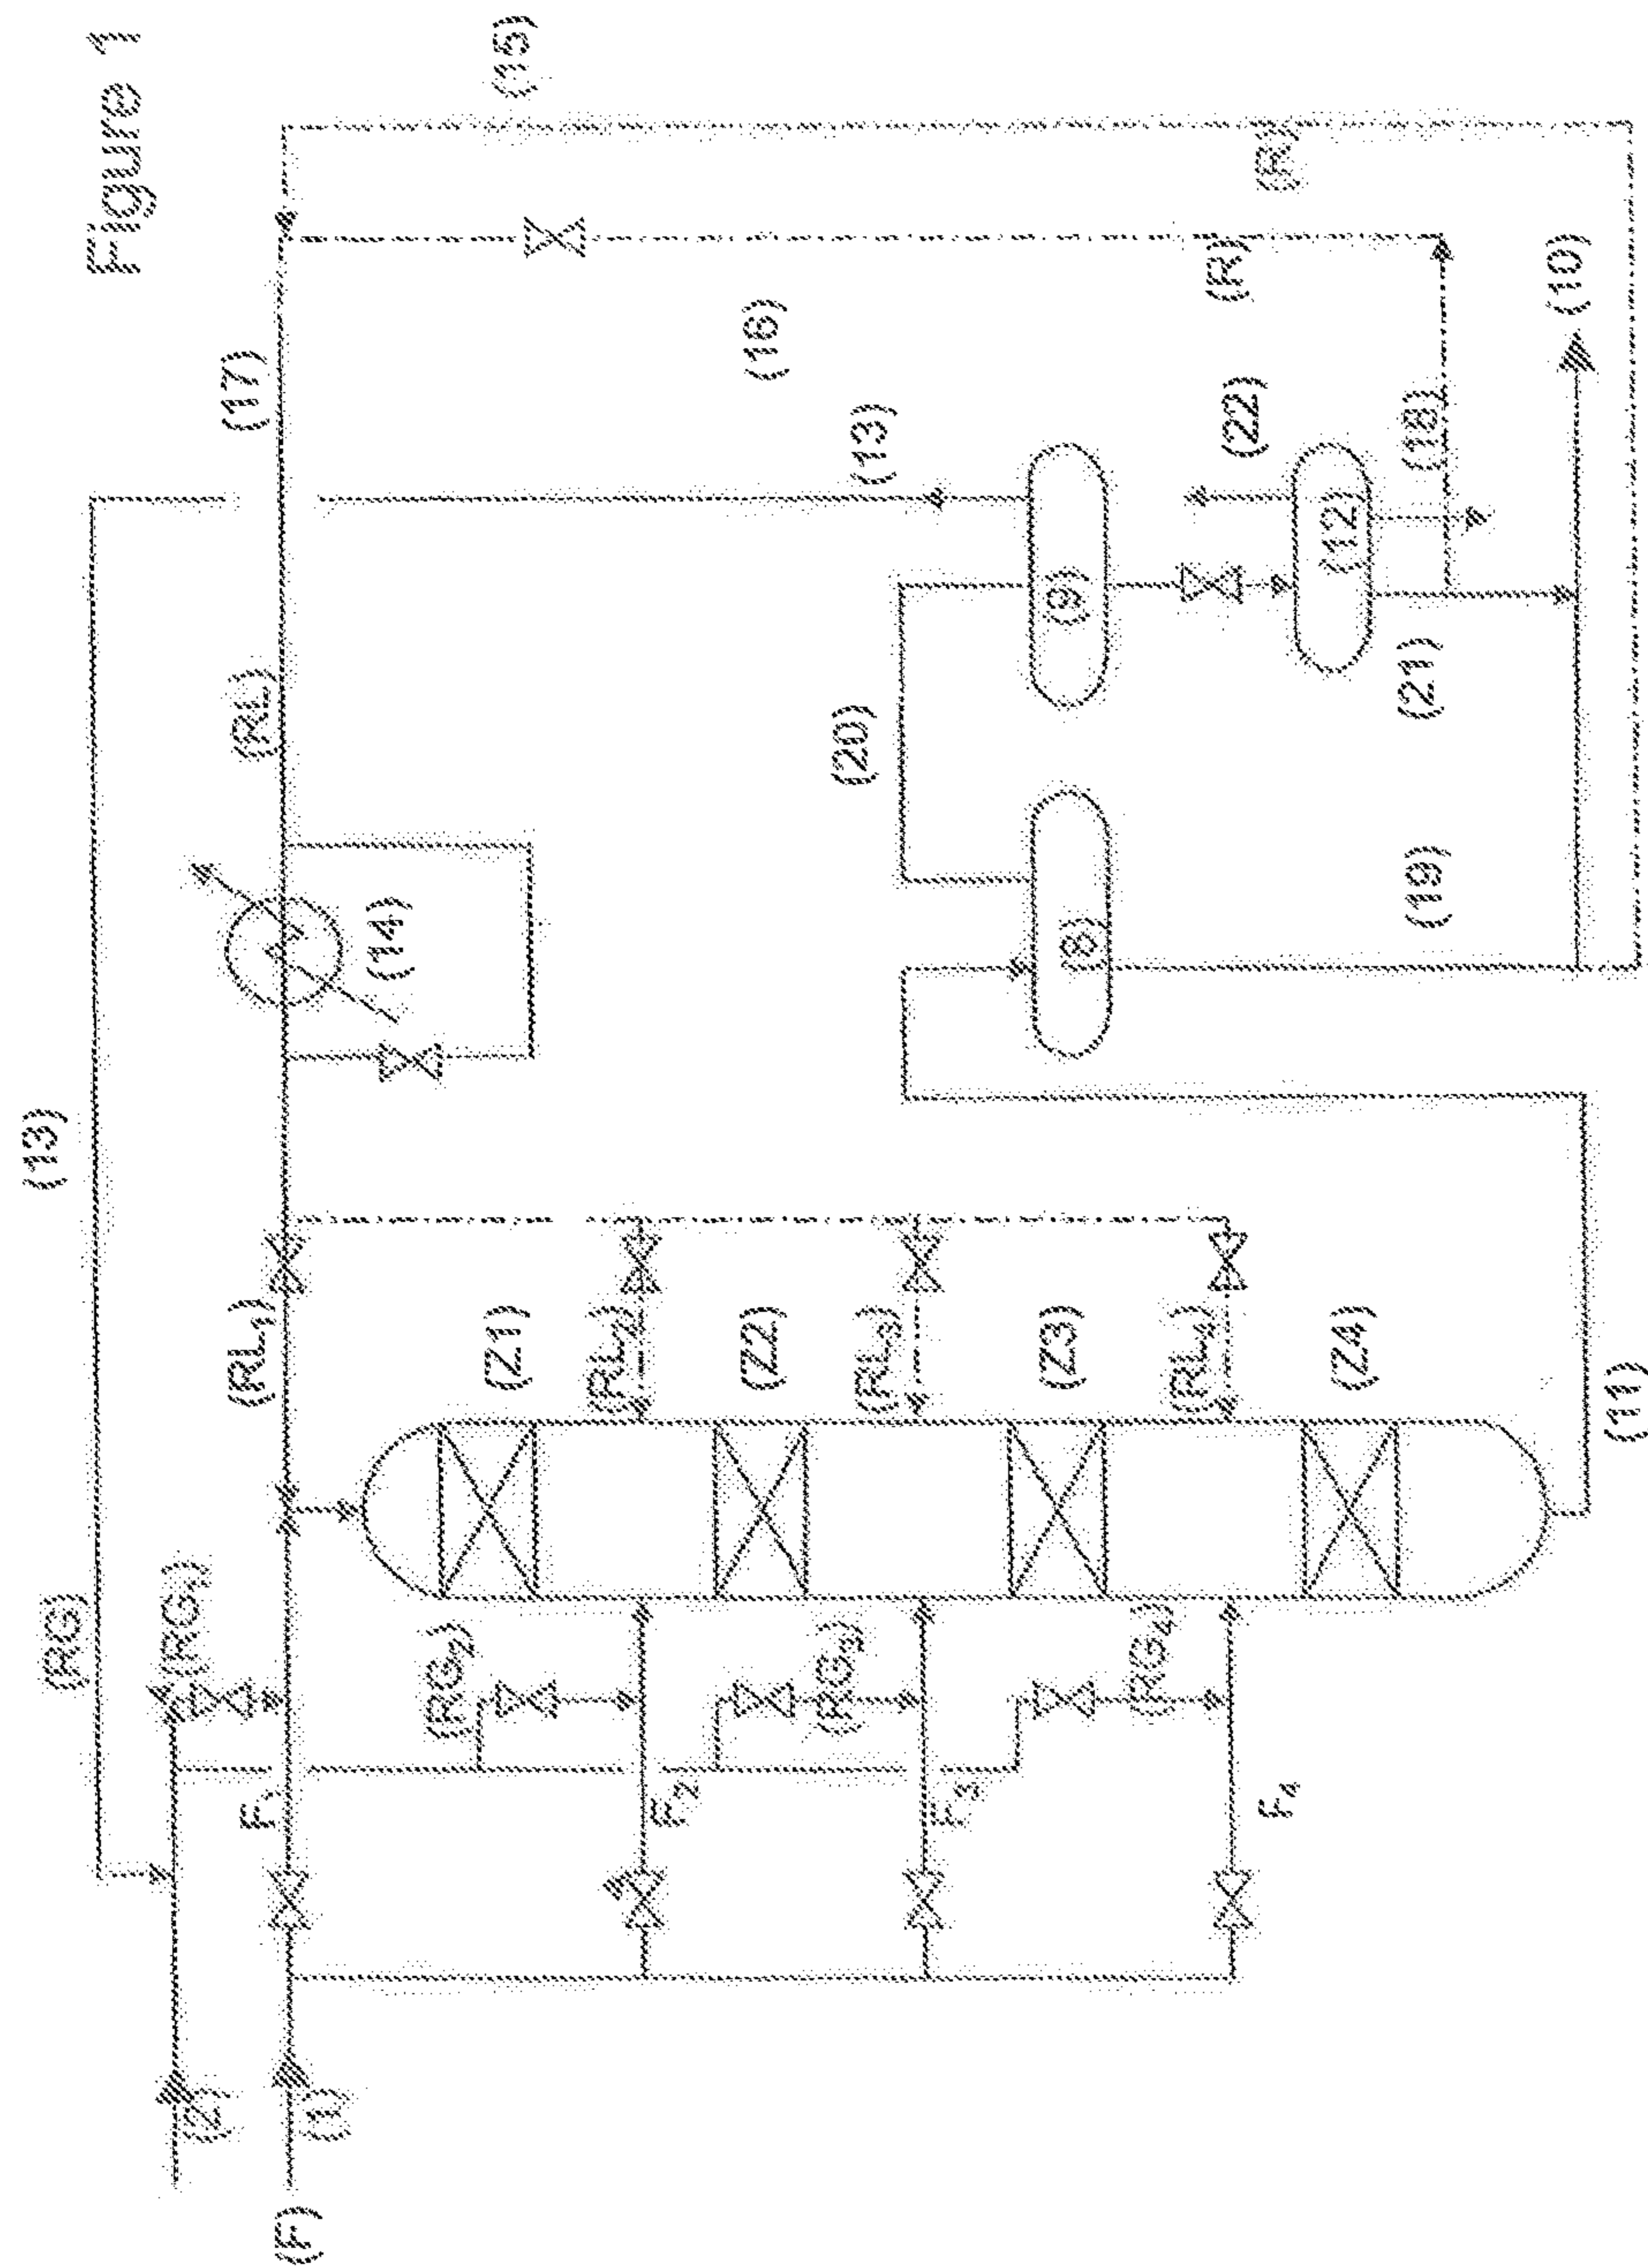 Figure 1
(15)
(13)
(17)
(RL)
(RG)
(RG₁)
(RL₁)
(14)
(16)
(13)
(R)
(R)
(22)
(20)
(9)
(12)
(18)
(10)
(21)
(8)
(19)
(Z1)
(RL₂)
(Z2)
(RL₃)
(Z3)
(RL₄)
(Z4)
(11)
(RG₂)
(RG₃)
(RG₄)
F₁
F₂
F₃
F₄
(2)
(1)
(F)